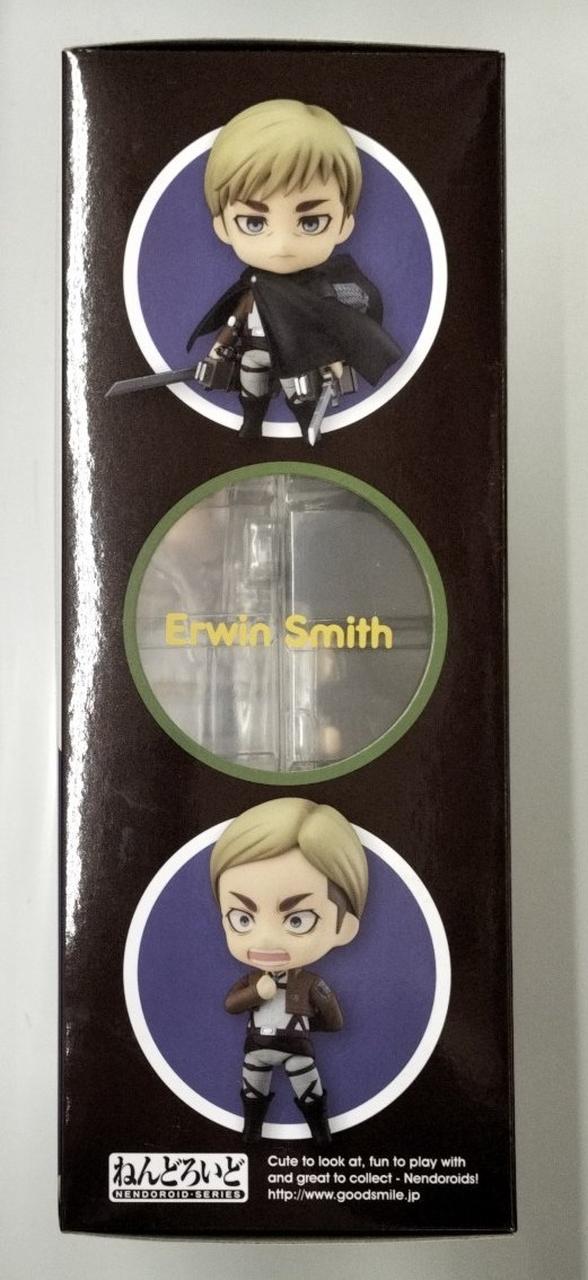 Erwin Smith
ねんどろいど
NENDOROID·SERIES
Cute to look at, fun to play with
and great to collect - Nendoroids!
http://www.goodsmile.jp